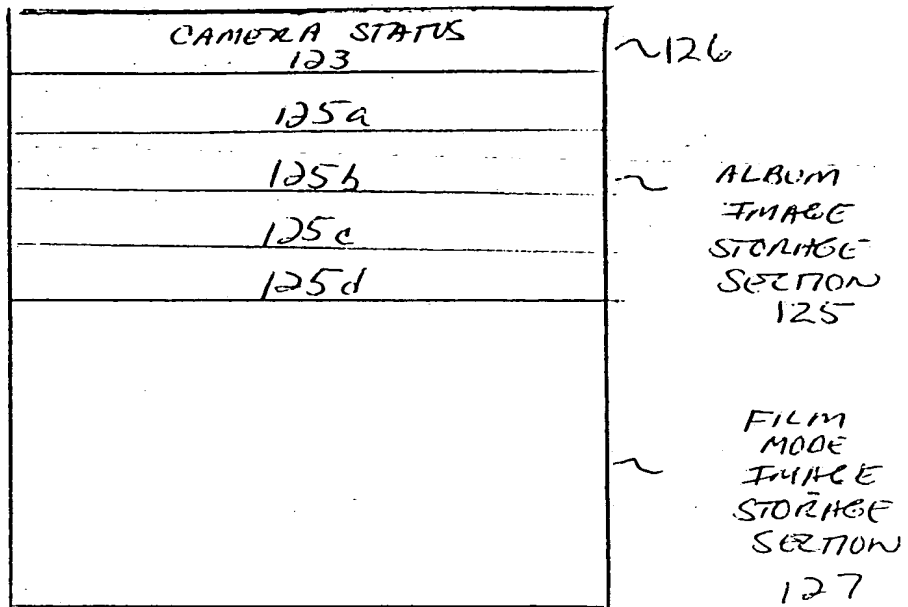 CAMERA STATUS
123
~126
125a
125b
125c
125d
ALBUM
IMAGE
STORAGE
SECTION
125
FILM
MODE
IMAGE
STORAGE
SECTION
127